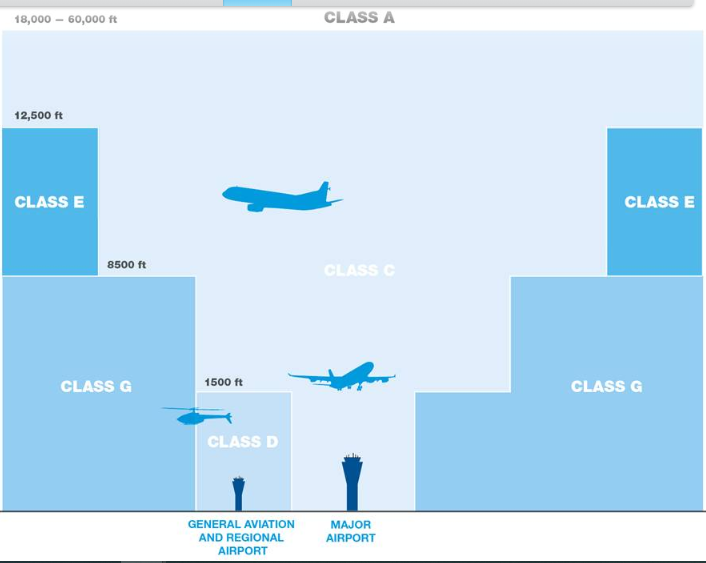 18,000 – 60,000 ft
CLASS A
12,500 ft
CLASS E
CLASS E
8500 ft
CLASS C
CLASS G
1500 ft
CLASS G
CLASS D
GENERAL AVIATION
AND REGIONAL
AIRPORT
MAJOR
AIRPORT